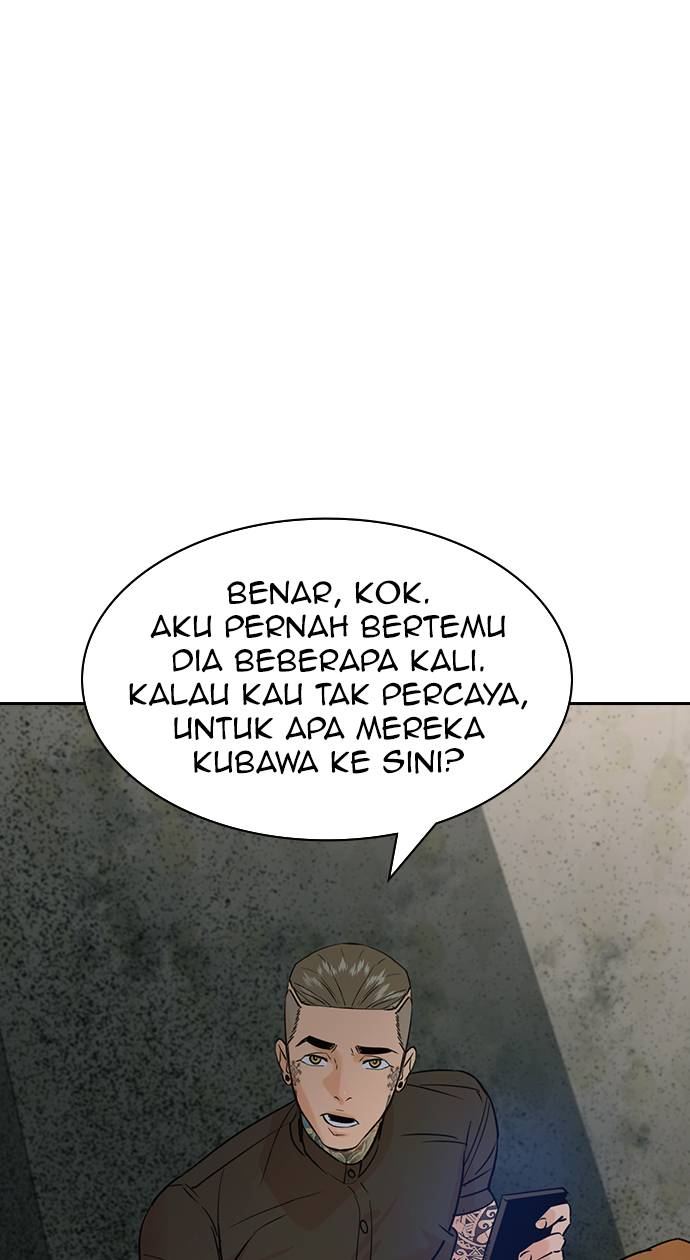 BENAR, KOK.
AKU PERNAH BERTEMU
DIA BEBERAPA KALI.
KALAU KAU TAK PERCAYA,
UNTUK APA MEREKA
KUBAWA KE SINI?